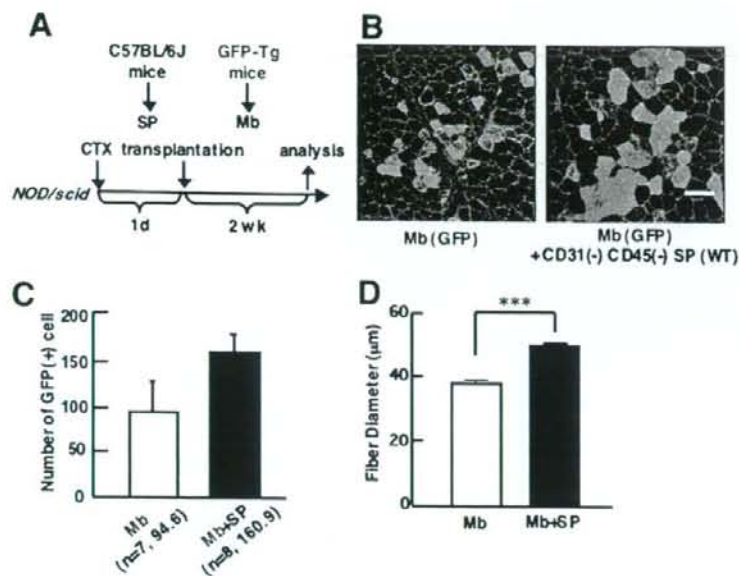 A
C57BL/6J
mice
GFP-Tg
mice
SP
Mb
CTX transplantation
analysis
NOD/scid
1d
2 wk
B
Mb (GFP)
Mb (GFP)
+CD31(-) CD45(-) SP (WT)
C
Number of GFP(+) cell
200
150
100
50
0
Mb
(n=7, 94.6)
Mb+SP
(n=8, 160.9)
D
Fiber Diameter (μm)
60
40
20
0
***
Mb
Mb+SP